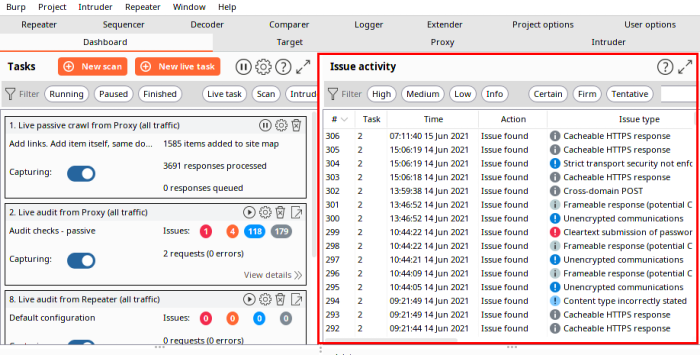 Burp Project Intruder Repeater Window Help
Repeater Sequencer Decoder Comparer Logger Extender Project options User options
Dashboard Target Proxy Intruder
Tasks
New scan
New live task
Filter Running Paused Finished Live task Scan Intrud
1. Live passive crawl from Proxy (all traffic)
Add links. Add item itself, same do... 1585 items added to site map
3691 responses processed
Capturing:
0 responses queued
2. Live audit from Proxy (all traffic)
Audit checks - passive Issues: 1 4 118 179
Capturing: 2 requests (0 errors)
View details >>
8. Live audit from Repeater (all traffic)
Default configuration Issues: 0 0 0 0
0 requests (0 errors)
Capturing:
Issue activity
Filter High Medium Low Info Certain Firm Tentative
# Task Time Action Issue type
306 2 07:11:40 15 Jun 2021 Issue found Cacheable HTTPS response
305 2 15:06:19 14 Jun 2021 Issue found Cacheable HTTPS response
304 2 15:06:19 14 Jun 2021 Issue found Strict transport security not enfo
303 2 15:06:18 14 Jun 2021 Issue found Cacheable HTTPS response
302 2 13:59:38 14 Jun 2021 Issue found Cross-domain POST
301 2 13:46:52 14 Jun 2021 Issue found Frameable response (potential C
300 2 13:46:52 14 Jun 2021 Issue found Unencrypted communications
299 2 10:44:22 14 Jun 2021 Issue found Cleartext submission of passwor
298 2 10:44:22 14 Jun 2021 Issue found Frameable response (potential C
297 2 10:44:21 14 Jun 2021 Issue found Unencrypted communications
296 2 10:44:09 14 Jun 2021 Issue found Frameable response (potential C
295 2 10:44:05 14 Jun 2021 Issue found Unencrypted communications
294 2 09:21:49 14 Jun 2021 Issue found Content type incorrectly stated
293 2 09:21:49 14 Jun 2021 Issue found Cacheable HTTPS response
292 2 09:21:44 14 Jun 2021 Issue found Cacheable HTTPS response